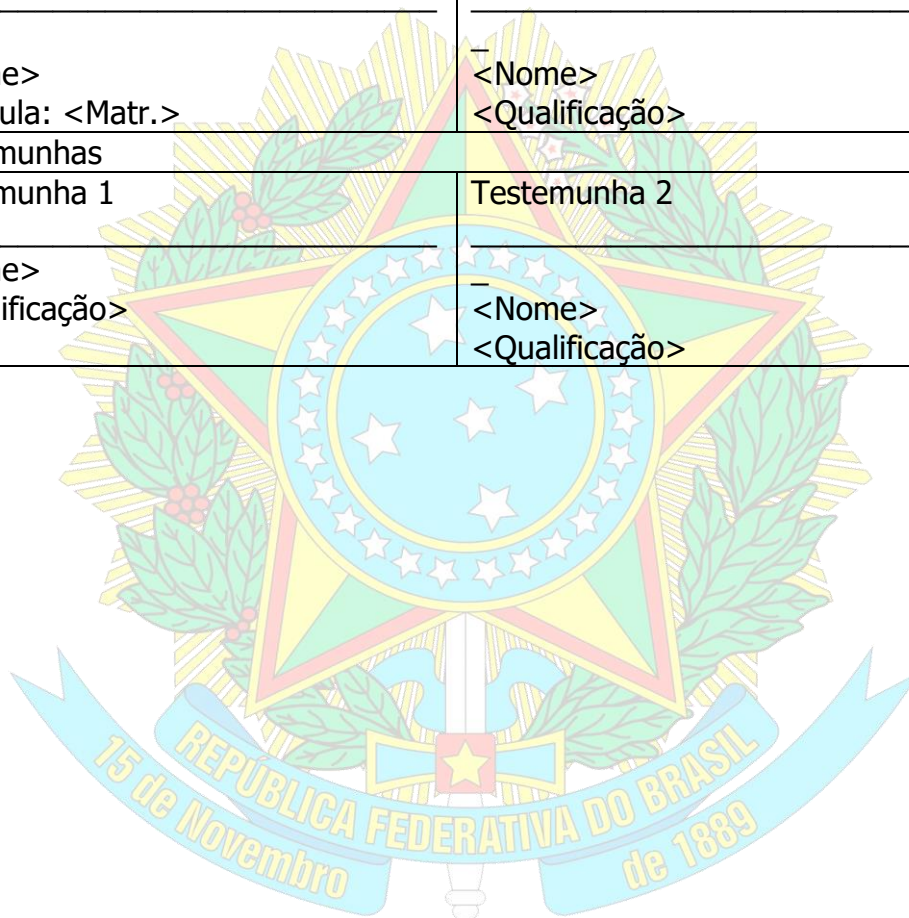 e>
ula: <Matr.>
_
<Nome>
<Qualificação>
munhas
munha 1
e>
ificação>
Testemunha 2
_
<Nome>
<Qualificação>
REPÚBLICA FEDERATIVA DO BRASIL
15 de Novembro
de 1889